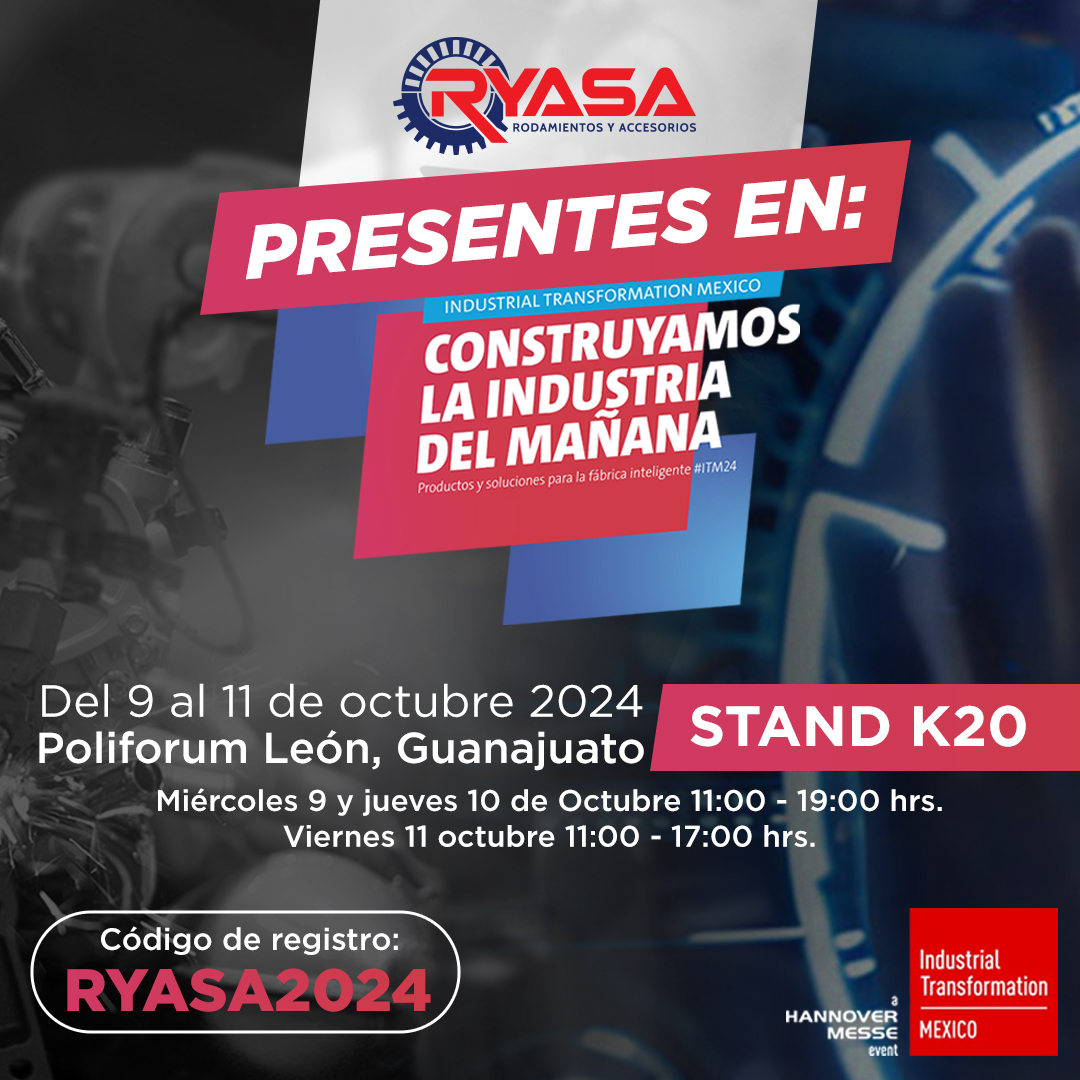 RYASA
RODAMIENTOS Y ACCESORIOS
PRESENTES EN:
INDUSTRIAL TRANSFORMATION MEXICO
CONSTRUYAMOS
LA INDUSTRIA
DEL MAÑANA
Productos y soluciones para la fábrica inteligente #ITM24
Del 9 al 11 de octubre 2024
Poliforum León, Guanajuato
STAND K20
Miércoles 9 y jueves 10 de Octubre 11:00 - 19:00 hrs.
Viernes 11 octubre 11:00 - 17:00 hrs.
Código de registro:
RYASA2024
a
HANNOVER
MESSE
event
Industrial
Transformation
MEXICO